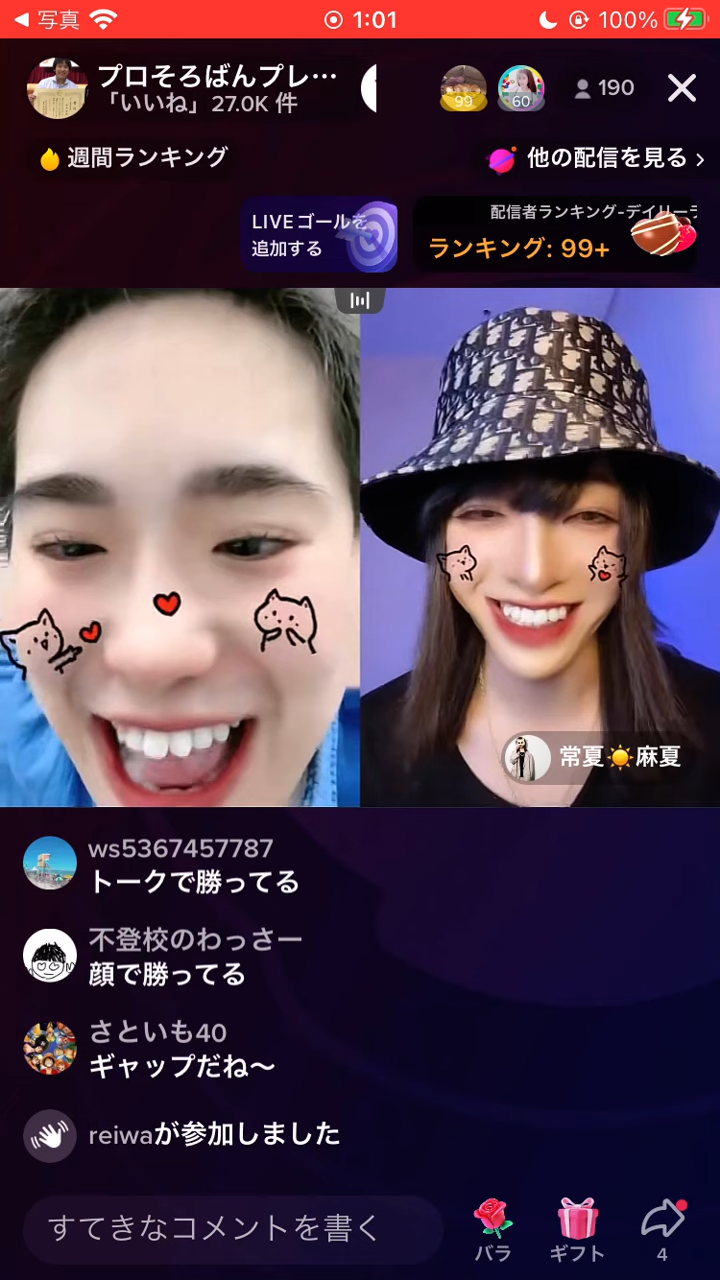 写真
1:01
100%
プロそろばんプレ…
「いいね」27.0K 件
99
60
190
週間ランキング
他の配信を見る
LIVEゴールを
追加する
配信者ランキング-デイリーラ
ランキング: 99+
常夏☀️麻夏
ws5367457787
トークで勝ってる
不登校のわっさー
顔で勝ってる
さといも40
ギャップだね〜
reiwaが参加しました
すてきなコメントを書く
バラ
ギフト
4